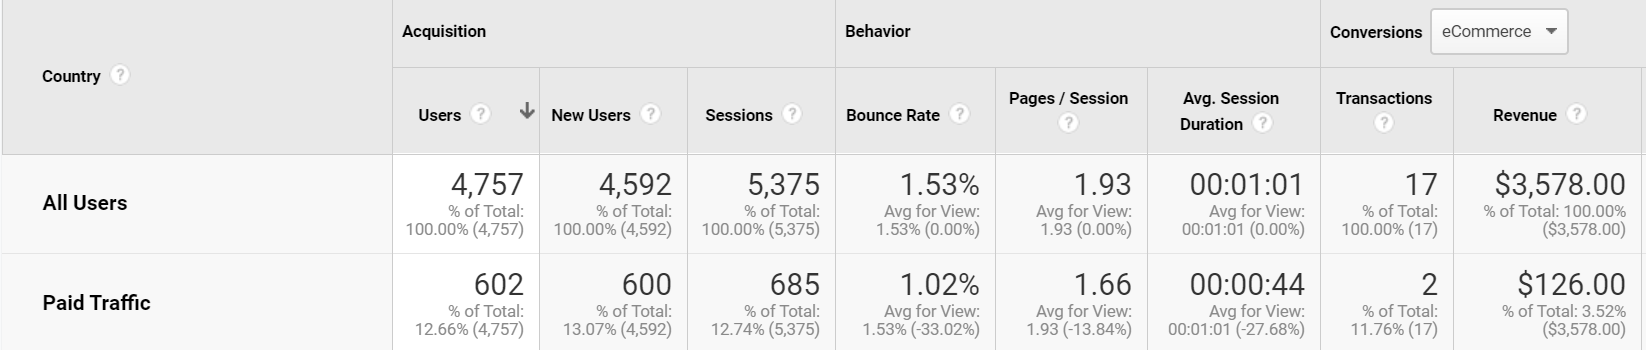 Acquisition
Behavior
Conversions eCommerce
Country ?
Users ?
New Users ?
Sessions ?
Bounce Rate ?
Pages / Session
?
Avg. Session
Duration ?
Transactions
?
Revenue ?
All Users
4,757
% of Total:
100.00% (4,757)
4,592
% of Total:
100.00% (4,592)
5,375
% of Total:
100.00% (5,375)
1.53%
Avg for View:
1.53% (0.00%)
1.93
Avg for View:
1.93 (0.00%)
00:01:01
Avg for View:
00:01:01 (0.00%)
17
% of Total:
100.00% (17)
$3,578.00
% of Total: 100.00%
($3,578.00)
Paid Traffic
602
% of Total:
12.66% (4,757)
600
% of Total:
13.07% (4,592)
685
% of Total:
12.74% (5,375)
1.02%
Avg for View:
1.53% (-33.02%)
1.66
Avg for View:
1.93 (-13.84%)
00:00:44
Avg for View:
00:01:01 (-27.68%)
2
% of Total:
11.76% (17)
$126.00
% of Total: 3.52%
($3,578.00)